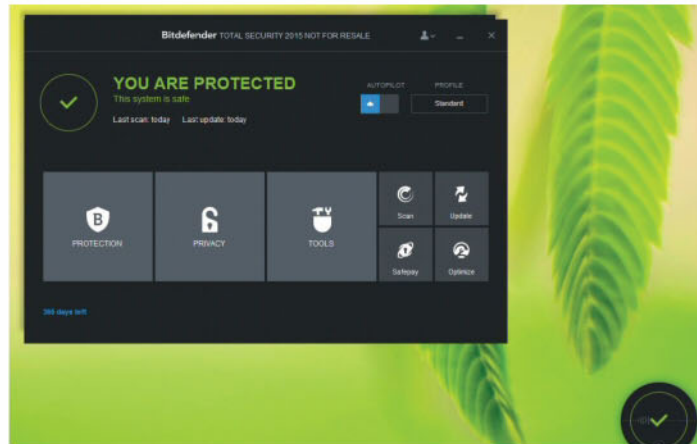 Bitdefender TOTAL SECURITY 2015 NOT FOR RESALE
YOU ARE PROTECTED
This system is safe
Last scan: today Last update: today
AUTOPILOT PROFILE
Standard
B
PROTECTION
PRIVACY
TOOLS
Scan
Update
Safepay
Optimize
366 days left